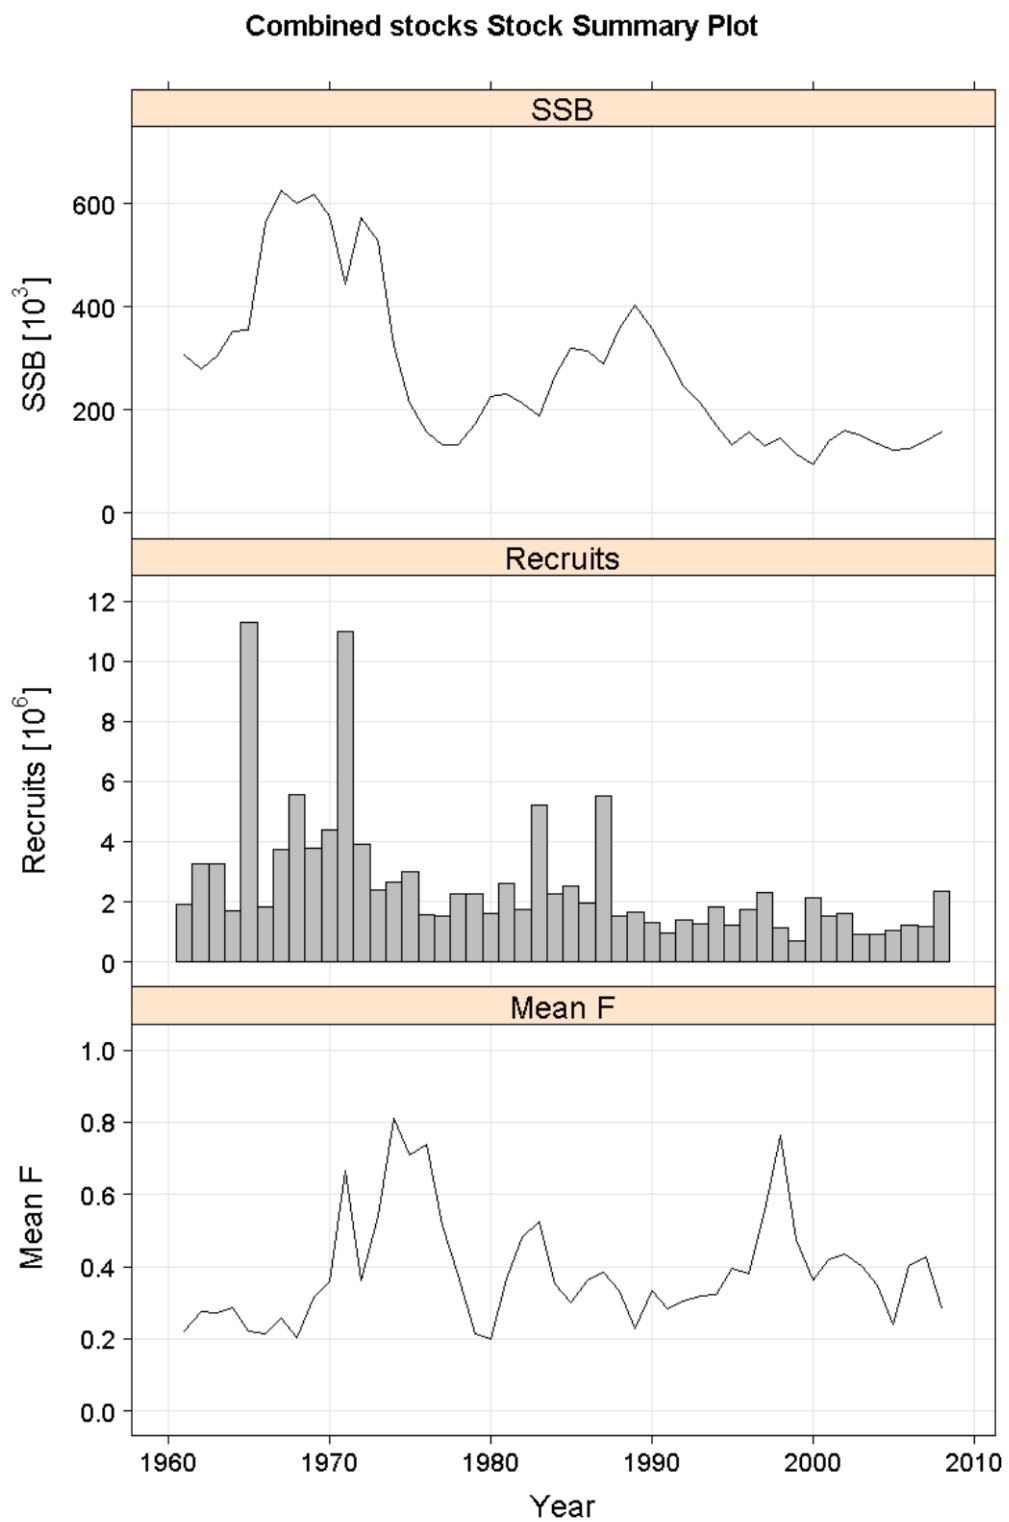 Combined stocks Stock Summary Plot
SSB
SSB [10³]
600
400
200
0
Recruits
Recruits [10⁶]
12
10
8
6
4
2
0
Mean F
Mean F
1.0
0.8
0.6
0.4
0.2
0.0
1960 1970 1980 1990 2000 2010
Year